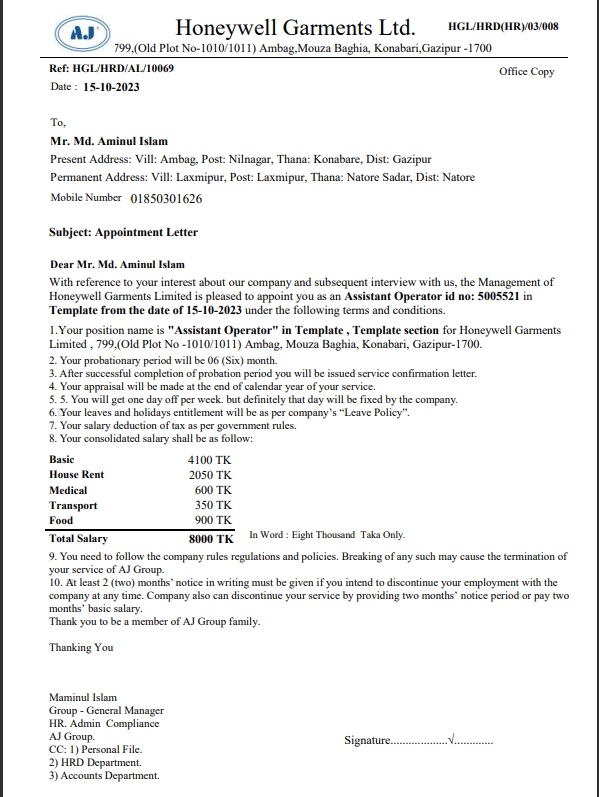 AJ
Honeywell Garments Ltd.
HGL/HRD(HR)/03/008
799,(Old Plot No-1010/1011) Ambag,Mouza Baghia, Konabari,Gazipur -1700
Ref: HGL/HRD/AL/10069
Office Copy
Date : 15-10-2023
To,
Mr. Md. Aminul Islam
Present Address: Vill: Ambag, Post: Nilnagar, Thana: Konabare, Dist: Gazipur
Permanent Address: Vill: Laxmipur, Post: Laxmipur, Thana: Natore Sadar, Dist: Natore
Mobile Number 01850301626
Subject: Appointment Letter
Dear Mr. Md. Aminul Islam
With reference to your interest about our company and subsequent interview with us, the Management of
Honeywell Garments Limited is pleased to appoint you as an Assistant Operator id no: 5005521 in
Template from the date of 15-10-2023 under the following terms and conditions.
1.Your position name is "Assistant Operator" in Template , Template section for Honeywell Garments
Limited , 799,(Old Plot No -1010/1011) Ambag, Mouza Baghia, Konabari, Gazipur-1700.
2. Your probationary period will be 06 (Six) month.
3. After successful completion of probation period you will be issued service confirmation letter.
4. Your appraisal will be made at the end of calendar year of your service.
5. 5. You will get one day off per week. but definitely that day will be fixed by the company.
6. Your leaves and holidays entitlement will be as per company's “Leave Policy”.
7. Your salary deduction of tax as per government rules.
8. Your consolidated salary shall be as follow:
Basic 4100 TK
House Rent 2050 TK
Medical 600 TK
Transport 350 TK
Food 900 TK
Total Salary 8000 TK In Word : Eight Thousand Taka Only.
9. You need to follow the company rules regulations and policies. Breaking of any such may cause the termination of
your service of AJ Group.
10. At least 2 (two) months’ notice in writing must be given if you intend to discontinue your employment with the
company at any time. Company also can discontinue your service by providing two months’ notice period or pay two
months’ basic salary.
Thank you to be a member of AJ Group family.
Thanking You
Maminul Islam
Group - General Manager
HR. Admin Compliance
AJ Group.
Signature...................√.............
CC: 1) Personal File.
2) HRD Department.
3) Accounts Department.